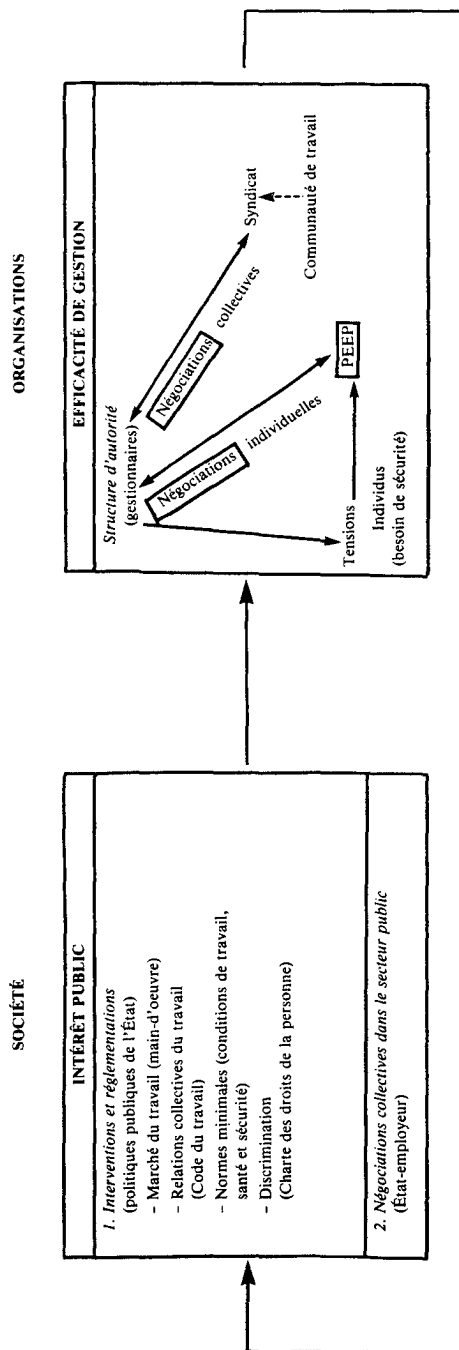 SOCIÉTÉ
INTÉRÊT PUBLIC
1. Interventions et réglementations
(politiques publiques de l'État)
– Marché du travail (main-d'oeuvre)
– Relations collectives du travail
(Code du travail)
– Normes minimales (conditions de travail,
santé et sécurité)
– Discrimination
(Charte des droits de la personne)
2. Négociations collectives dans le secteur public
(État-employeur)
ORGANISATIONS
EFFICACITÉ DE GESTION
Structure d'autorité
(gestionnaires)
Négociations collectives
Syndicat
Négociations individuelles
Communauté de travail
Tensions
PEEP
Individus
(besoin de sécurité)